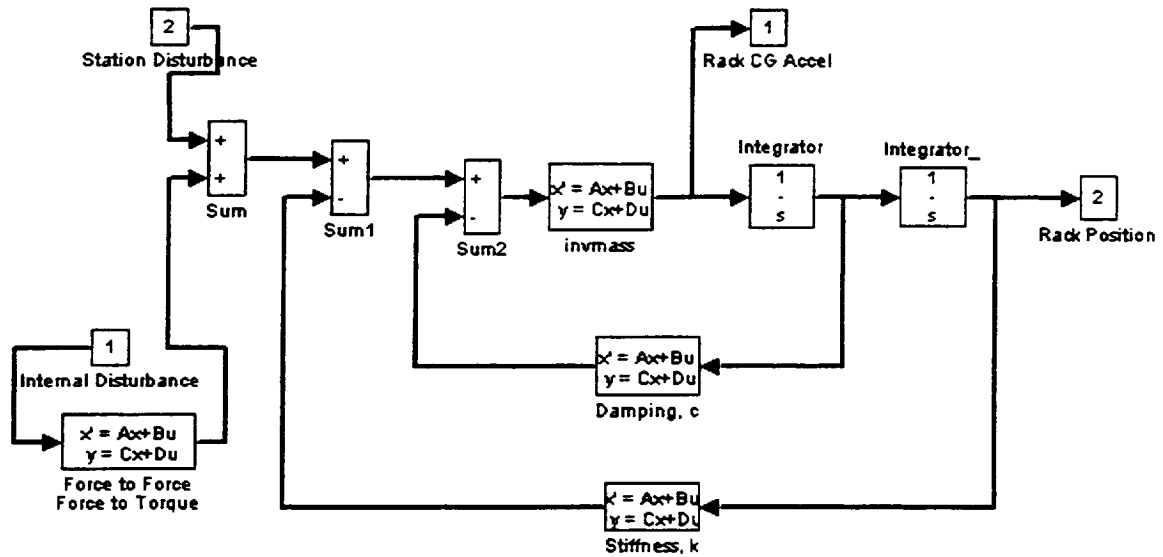 2
Station Disturbance
+
+
Sum
+
-
Sum1
+
-
Sum2
x' = Ax+Bu
y = Cx+Du
invmass
1
Rack CG Accel
Integrator
1
-
s
Integrator_
1
-
s
2
Rack Position
1
Internal Disturbance
x' = Ax+Bu
y = Cx+Du
Force to Force
Force to Torque
x' = Ax+Bu
y = Cx+Du
Damping, c
x' = Ax+Bu
y = Cx+Du
Stiffness, k